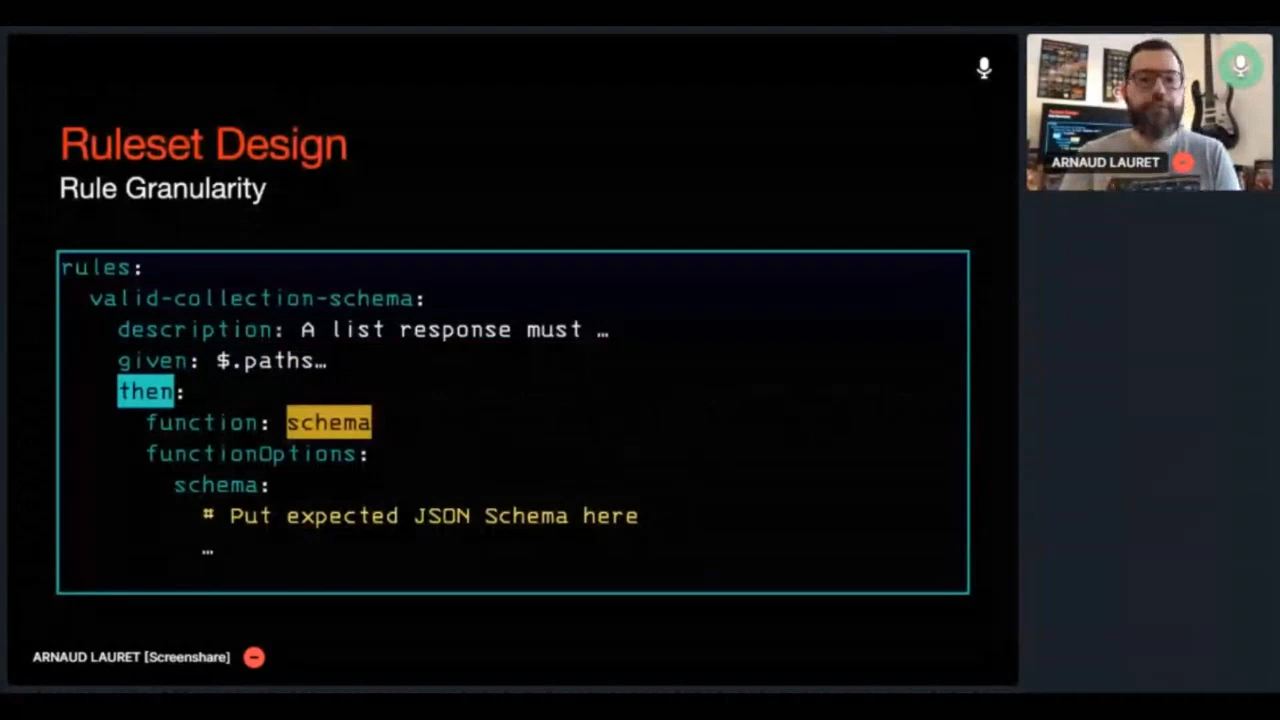 Ruleset Design
Rule Granularity
rules:
valid-collection-schema:
description: A list response must …
given: $.paths…
then:
function: schema
functionOptions:
schema:
# Put expected JSON Schema here
…
ARNAUD LAURET [Screenshare]
ARNAUD LAURET